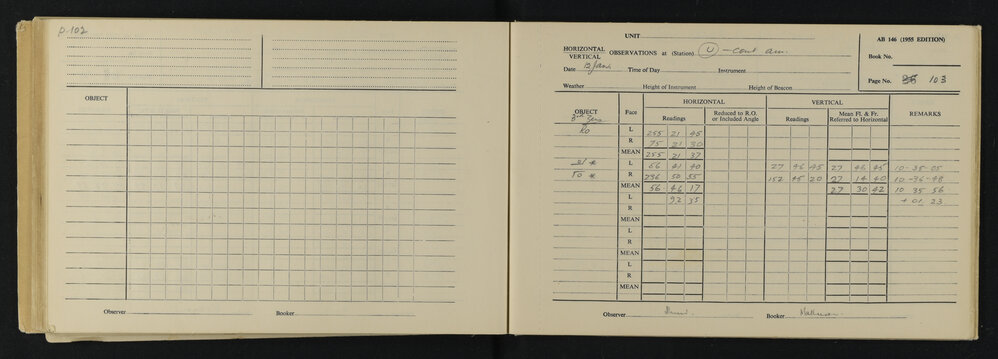 p.102
OBJECT
Observer
Booker
UNIT
AB 146 (1955 EDITION)
HORIZONTAL
VERTICAL
OBSERVATIONS at (Station) U - cont
Book No.
Date 12 Jan Time of Day Instrument
Page No. 103
Weather Height of Instrument Height of Beacon
OBJECT Face HORIZONTAL VERTICAL REMARKS
Readings Reduced to R.O. or Included Angle Readings Mean Fl. & Fr. Referred to Horizontal
RO L 255 21 45
R 75 21 30
MEAN 255 21 37
* L 56 41 40 27 46 45 27 46 45 10-35-05
* R 236 50 55 152 45 20 27 14 40 10-36-48
MEAN 56 46 17 27 30 42 10 35 56
L 92 35 + 01 23
R
MEAN
L
R
MEAN
L
R
MEAN
Observer
Booker